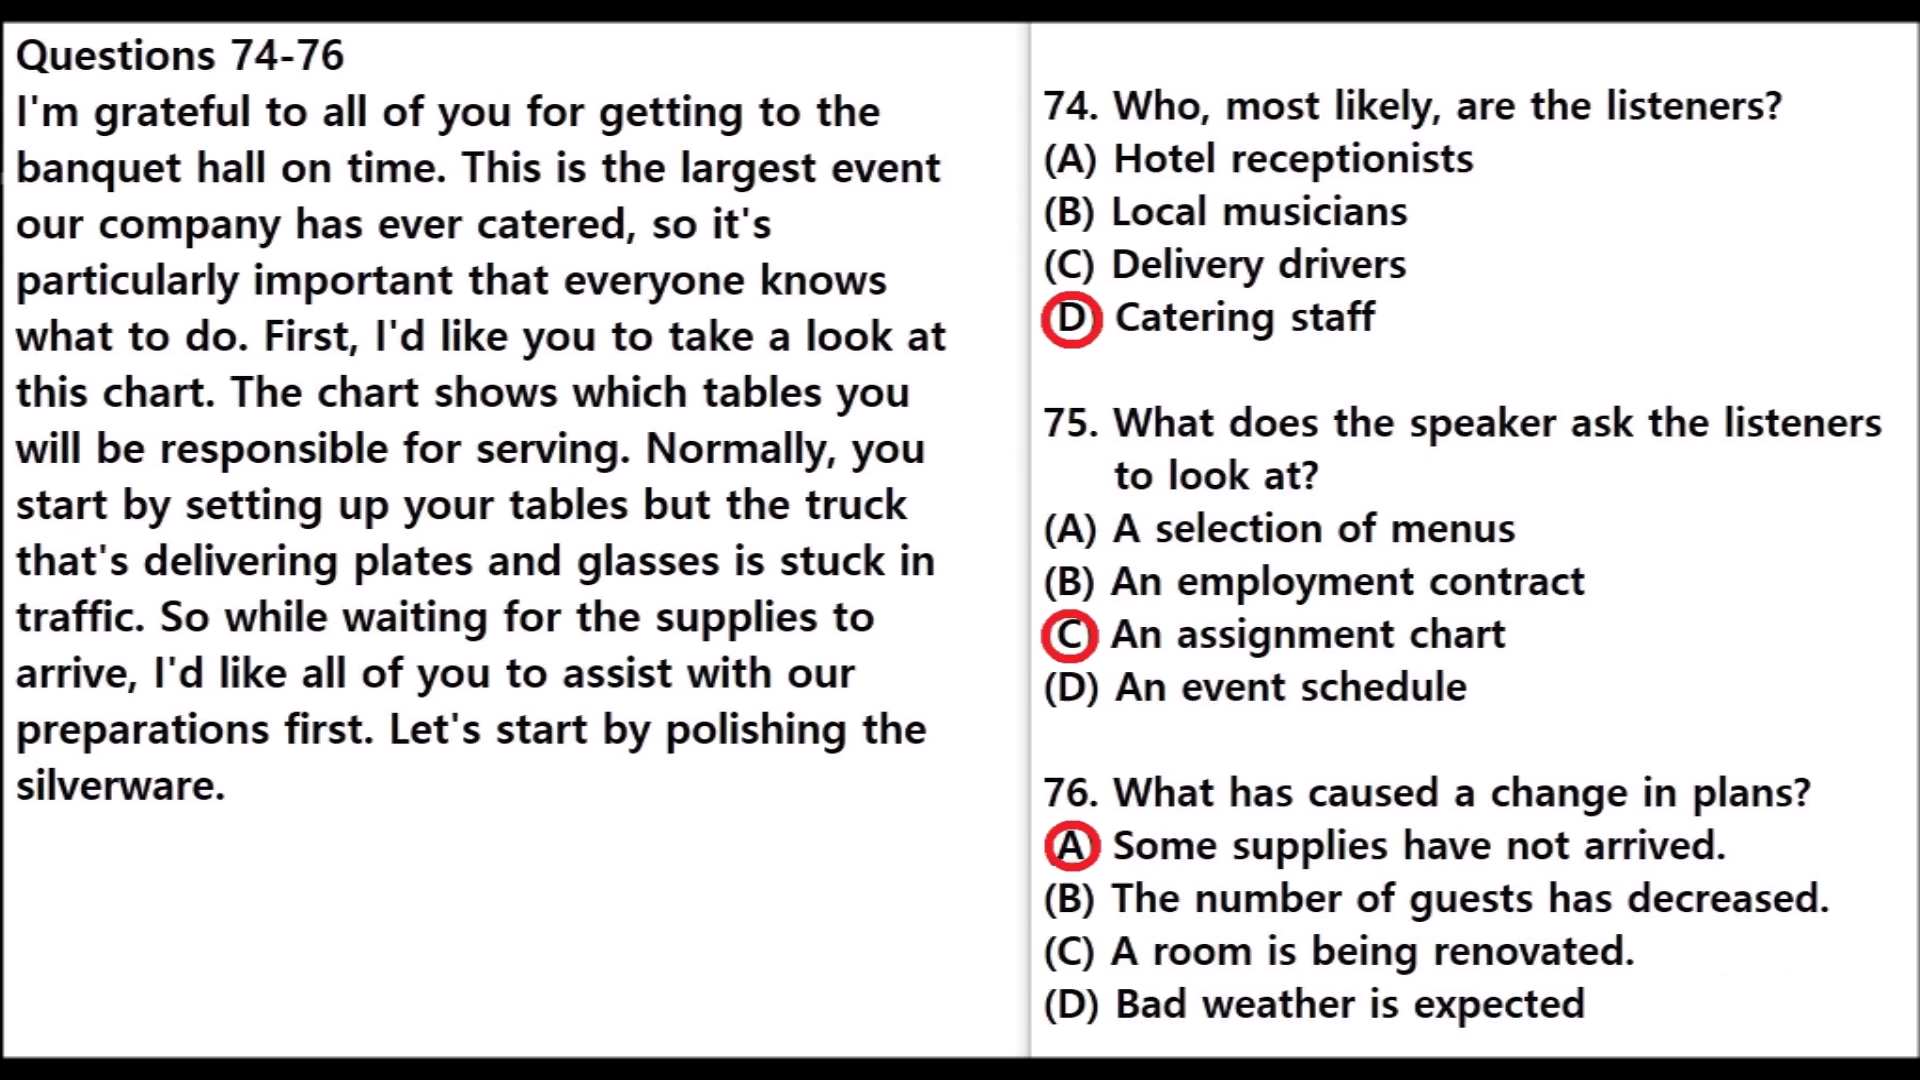 Questions 74-76
I'm grateful to all of you for getting to the
banquet hall on time. This is the largest event
our company has ever catered, so it's
particularly important that everyone knows
what to do. First, I'd like you to take a look at
this chart. The chart shows which tables you
will be responsible for serving. Normally, you
start by setting up your tables but the truck
that's delivering plates and glasses is stuck in
traffic. So while waiting for the supplies to
arrive, I'd like all of you to assist with our
preparations first. Let's start by polishing the
silverware.
74. Who, most likely, are the listeners?
(A) Hotel receptionists
(B) Local musicians
(C) Delivery drivers
(D) Catering staff
75. What does the speaker ask the listeners
to look at?
(A) A selection of menus
(B) An employment contract
(C) An assignment chart
(D) An event schedule
76. What has caused a change in plans?
(A) Some supplies have not arrived.
(B) The number of guests has decreased.
(C) A room is being renovated.
(D) Bad weather is expected